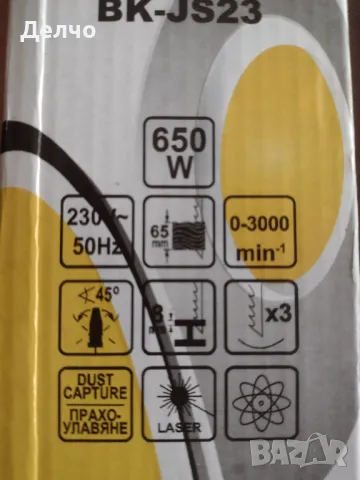 Делчо
BK-JS23
650
W
230V~
50Hz
65
mm
0-3000
min-1
45°
8
mm
x3
DUST
CAPTURE
ПРАХО-
УЛАВЯНЕ
LASER
BAZAR